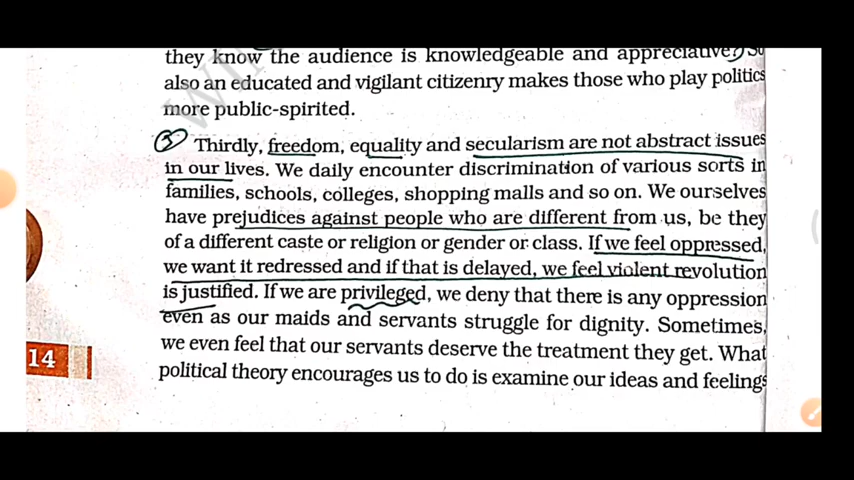 they know the audience is knowledgeable and appreciative? So
also an educated and vigilant citizenry makes those who play politics
more public-spirited.
3 Thirdly, freedom, equality and secularism are not abstract issues
in our lives. We daily encounter discrimination of various sorts in
families, schools, colleges, shopping malls and so on. We ourselves
have prejudices against people who are different from us, be they
of a different caste or religion or gender or class. If we feel oppressed,
we want it redressed and if that is delayed, we feel violent revolution
is justified. If we are privileged, we deny that there is any oppression
even as our maids and servants struggle for dignity. Sometimes,
we even feel that our servants deserve the treatment they get. What
14
political theory encourages us to do is examine our ideas and feelings